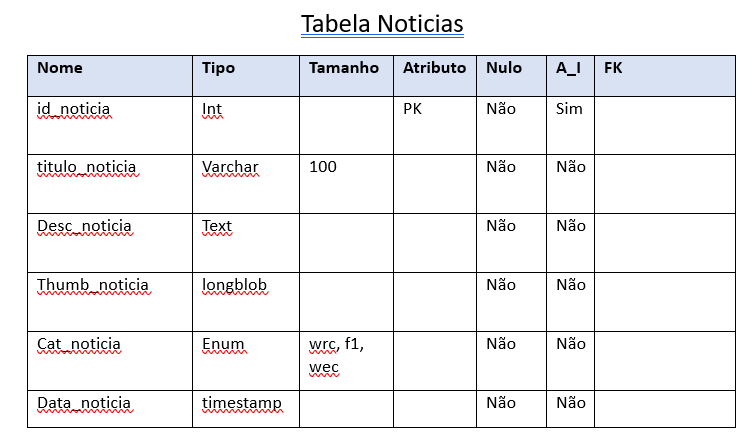 Tabela Noticias
Nome Tipo Tamanho Atributo Nulo A_I FK
id_noticia Int PK Não Sim
titulo_noticia Varchar 100 Não Não
Desc_noticia Text Não Não
Thumb_noticia longblob Não Não
Cat_noticia Enum wrc, f1, Não Não
wec
Data_noticia timestamp Não Não